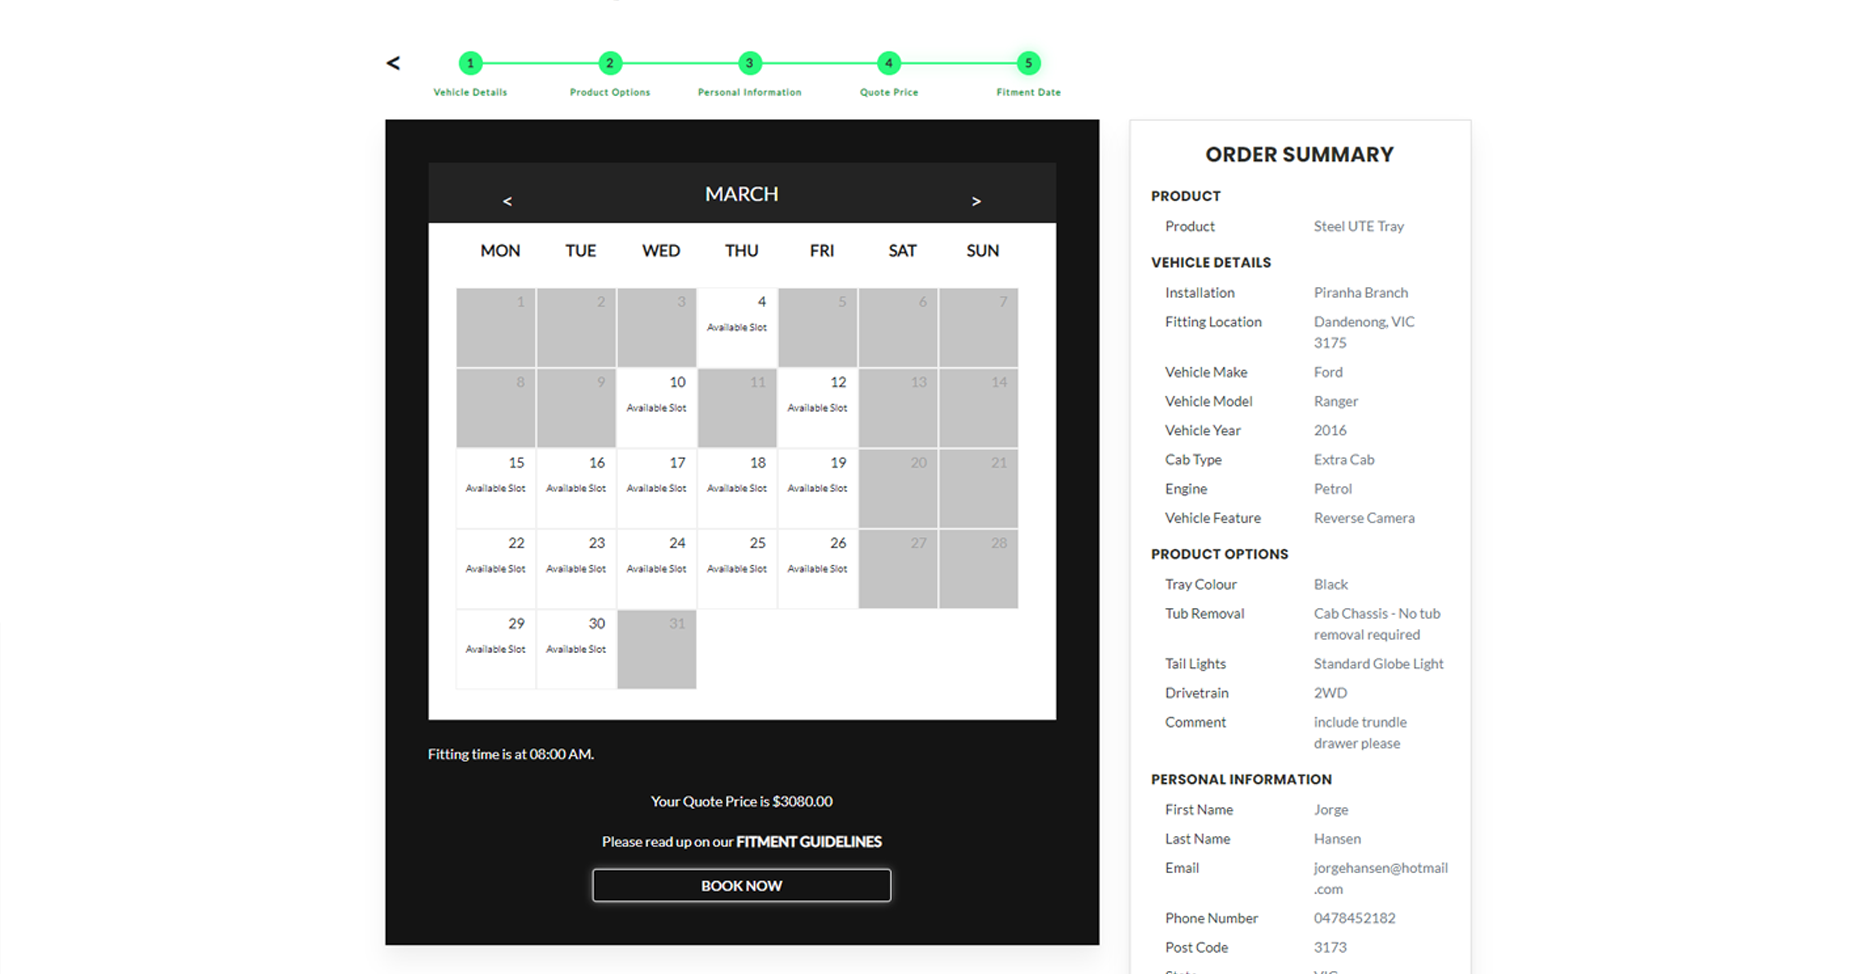 <
1 2 3 4 5
Vehicle Details Product Options Personal Information Quote Price Fitment Date
< MARCH >
MON TUE WED THU FRI SAT SUN
1 2 3 4 5 6 7
Available Slot
8 9 10 11 12 13 14
Available Slot Available Slot
15 16 17 18 19 20 21
Available Slot Available Slot Available Slot Available Slot Available Slot
22 23 24 25 26 27 28
Available Slot Available Slot Available Slot Available Slot Available Slot
29 30 31
Available Slot Available Slot
Fitting time is at 08:00 AM.
Your Quote Price is $3080.00
Please read up on our FITMENT GUIDELINES
BOOK NOW
ORDER SUMMARY
PRODUCT
Product Steel UTE Tray
VEHICLE DETAILS
Installation Piranha Branch
Fitting Location Dandenong, VIC
3175
Vehicle Make Ford
Vehicle Model Ranger
Vehicle Year 2016
Cab Type Extra Cab
Engine Petrol
Vehicle Feature Reverse Camera
PRODUCT OPTIONS
Tray Colour Black
Tub Removal Cab Chassis - No tub
removal required
Tail Lights Standard Globe Light
Drivetrain 2WD
Comment include trundle
drawer please
PERSONAL INFORMATION
First Name Jorge
Last Name Hansen
Email jorgehansen@hotmail
.com
Phone Number 0478452182
Post Code 3173